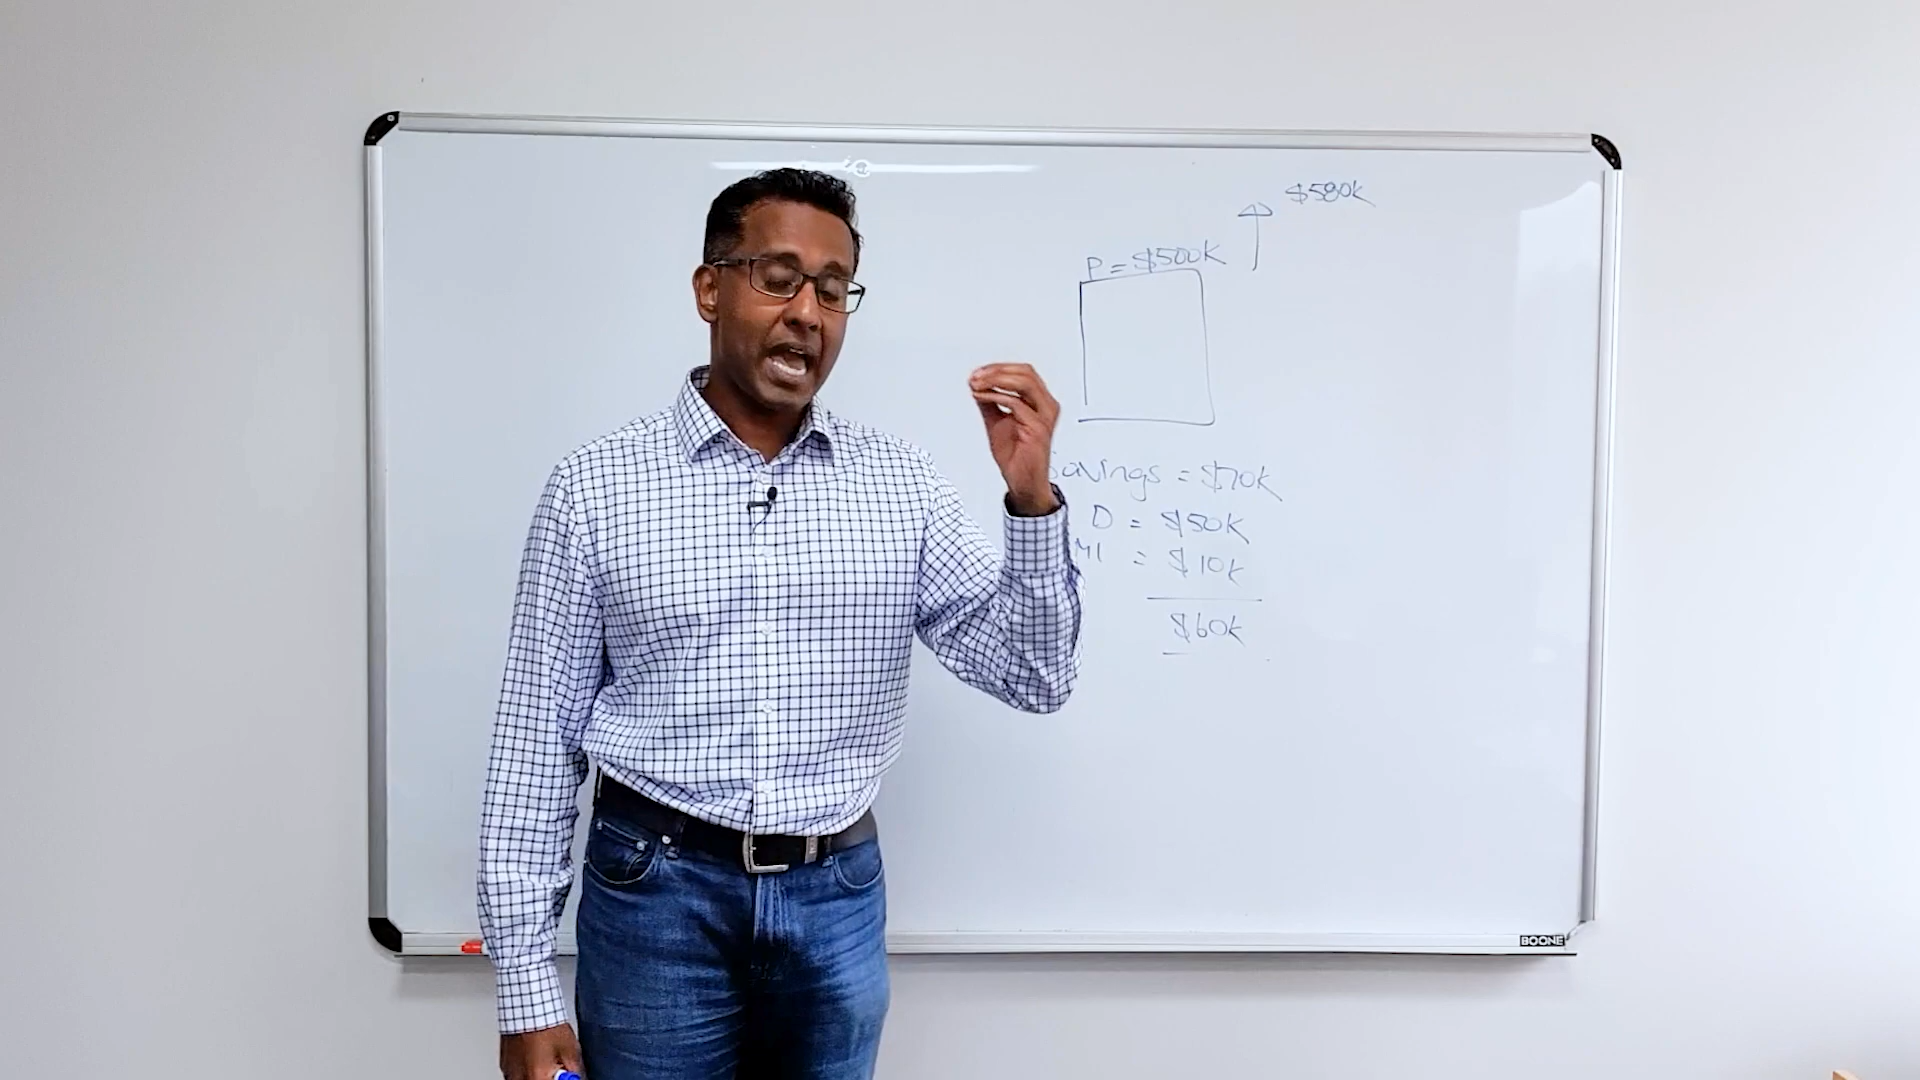 $580k
P = $500K
Savings = $70k
D = $50k
MI = $10k
$60k
BOONE